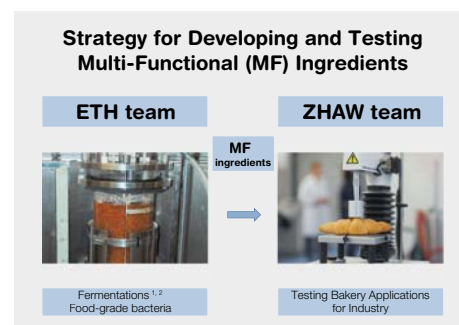 Strategy for Developing and Testing
Multi-Functional (MF) Ingredients
ETH team
ZHAW team
MF
ingredients
Fermentations 1, 2
Food-grade bacteria
Testing Bakery Applications
for Industry